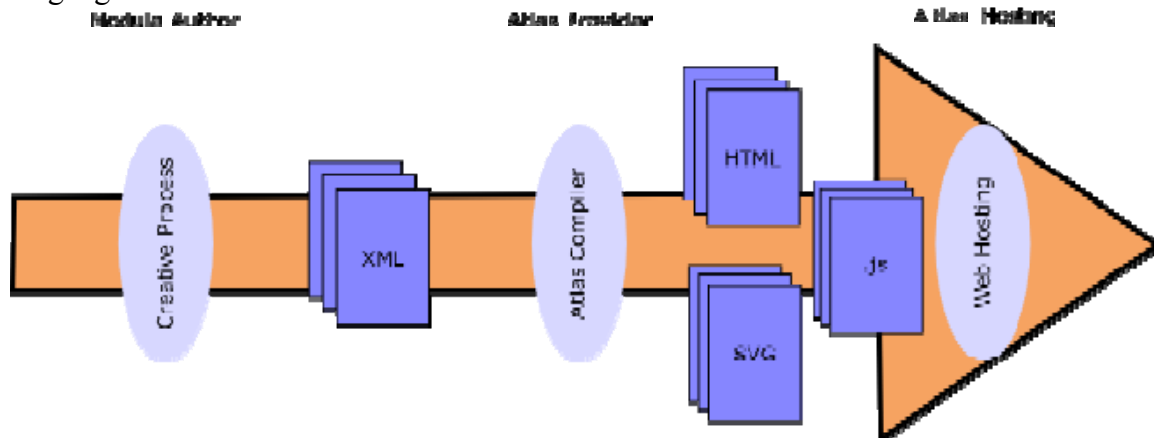 Module Author
Atlas Provider
Atlas Hosting
Creative Process
XML
Atlas Compiler
HTML
SVG
.js
Web Hosting